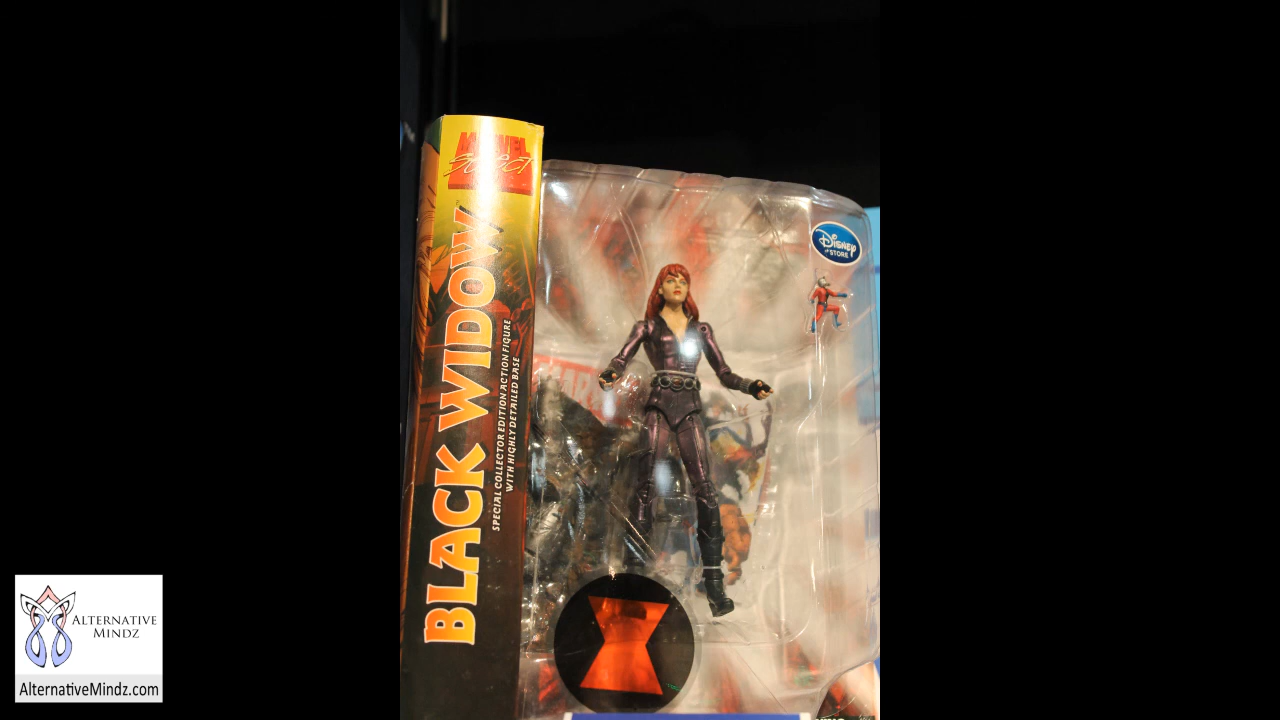 MARVEL
SELECT
BLACK WIDOW
SPECIAL COLLECTOR EDITION ACTION FIGURE
WITH HIGHLY DETAILED BASE
DISNEY
STORE
MARVEL
ALTERNATIVE
MINDZ
AlternativeMindz.com